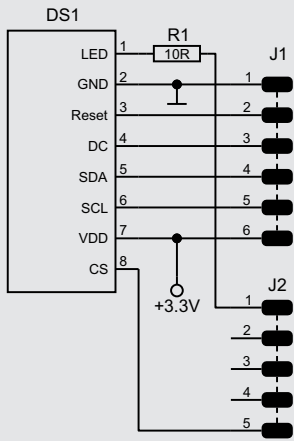 DS1
R1
LED 1 10R J1
GND 2 1
Reset 3 2
DC 4 3
SDA 5 4
SCL 6 5
VDD 7 6
CS 8
+3.3V
J2
1
2
3
4
5